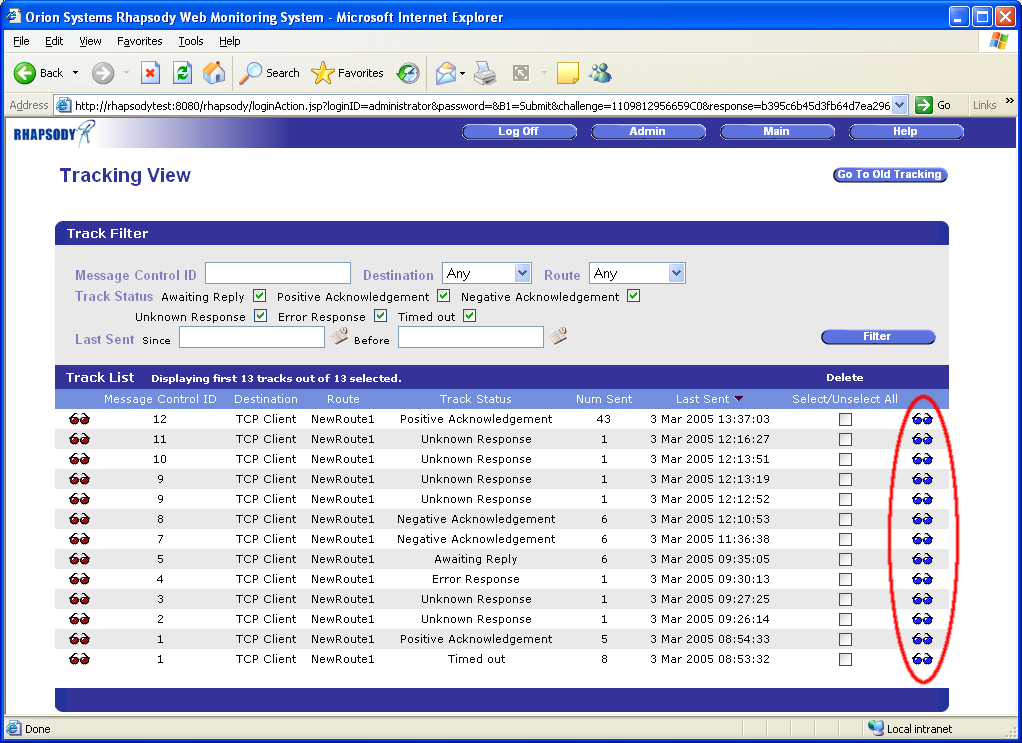 Orion Systems Rhapsody Web Monitoring System - Microsoft Internet Explorer
File Edit View Favorites Tools Help
Back Search Favorites
Address http://rhapsodytest:8080/rhapsody/loginAction.jsp?loginID=administrator&password=&B1=Submit&challenge=1109812956659C0&response=b395c6b45d3fb64d7ea296 Go Links »
RHAPSODY R Log Off Admin Main Help
Tracking View Go To Old Tracking
Track Filter
Message Control ID Destination Any Route Any
Track Status Awaiting Reply Positive Acknowledgement Negative Acknowledgement
Unknown Response Error Response Timed out
Last Sent Since Before Filter
Track List Displaying first 13 tracks out of 13 selected. Delete
Message Control ID Destination Route Track Status Num Sent Last Sent Select/Unselect All
12 TCP Client NewRoute1 Positive Acknowledgement 43 3 Mar 2005 13:37:03
11 TCP Client NewRoute1 Unknown Response 1 3 Mar 2005 12:16:27
10 TCP Client NewRoute1 Unknown Response 1 3 Mar 2005 12:13:51
9 TCP Client NewRoute1 Unknown Response 1 3 Mar 2005 12:13:19
9 TCP Client NewRoute1 Unknown Response 1 3 Mar 2005 12:12:52
8 TCP Client NewRoute1 Negative Acknowledgement 6 3 Mar 2005 12:10:53
7 TCP Client NewRoute1 Negative Acknowledgement 6 3 Mar 2005 11:36:38
5 TCP Client NewRoute1 Awaiting Reply 6 3 Mar 2005 09:35:05
4 TCP Client NewRoute1 Error Response 1 3 Mar 2005 09:30:13
3 TCP Client NewRoute1 Unknown Response 1 3 Mar 2005 09:27:25
2 TCP Client NewRoute1 Unknown Response 1 3 Mar 2005 09:26:14
1 TCP Client NewRoute1 Positive Acknowledgement 5 3 Mar 2005 08:54:33
1 TCP Client NewRoute1 Timed out 8 3 Mar 2005 08:53:32
Done Local intranet